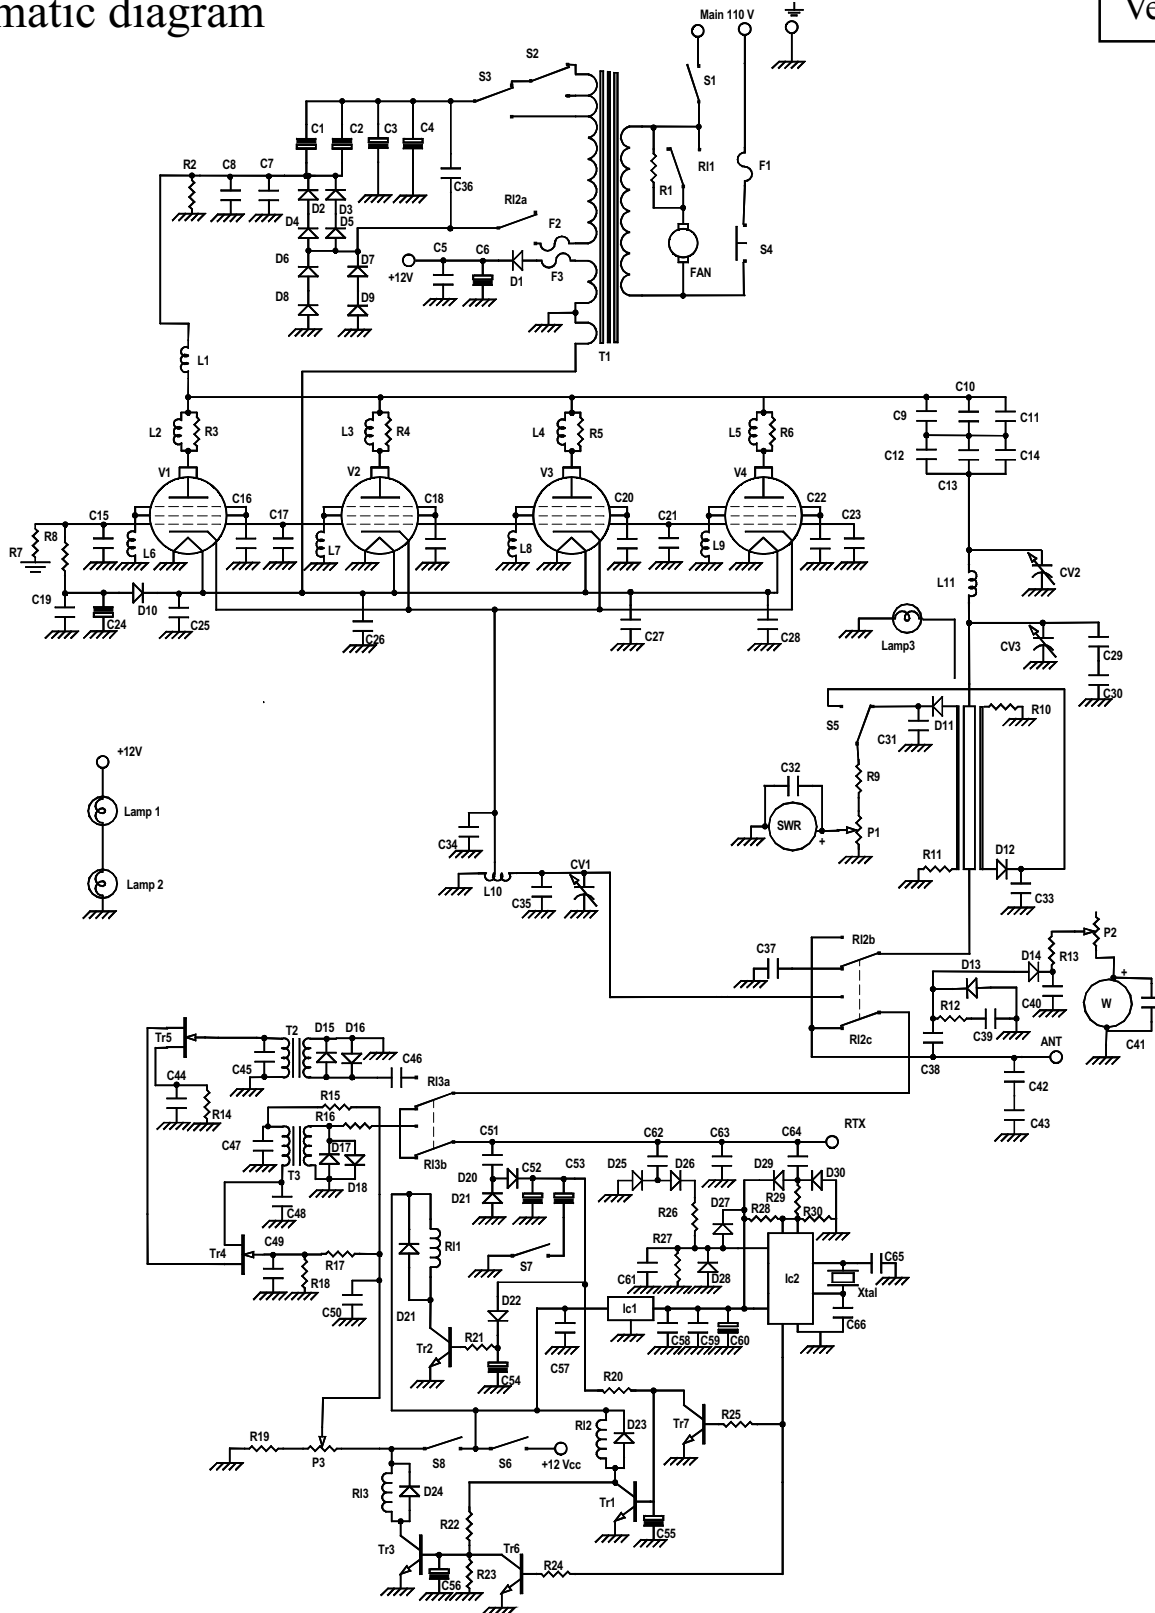 matic diagram
Ve
Main 110 V
S2
S3
S1
C1 C2 C3 C4
R2 C8 C7
C36
Rl1
F1
R1
D2 D3
D4 D5
Rl2a
F2
S4
D6 D7
+12V
C5 C6
D1
F3
FAN
D8 D9
L1
T1
C10
C9 C11
L2 R3
L3 R4
L4 R5
L5 R6
C12 C14
C13
V1 V2 V3 V4
C15 C16 C17 C18 C20 C21 C22 C23
R7 R8
L6 L7 L8 L9
L11
CV2
C19
C24
D10
C25
C26
C27
C28
Lamp3
CV3
C29
C30
S5
C31
D11
R10
+12V
R9
C32
Lamp 1
SWR
P1
+
C34
R11
D12
CV1
Lamp 2
L10
C35
C33
Rl2b
P2
C37
D13
D14
R13
+
R12
C40
W
Tr5
T2
D15 D16
C39
Rl2c
ANT
C41
C45
C46
C38
C44
Rl3a
C42
R14
R15
R16
C43
C47
D17
C51
RTX
T3
D18
Rl3b
C62 C63 C64
D20
C52 C53
D25 D26
D29 D30
D21
R29
C48
D27
R28
R30
R26
Tr4
C49
Rl1
R27
R17
S7
R18
C61
D28
Ic2
C65
Xtal
C50
D21
D22
Ic1
C66
Tr2
R21
C57
C58 C59 C60
C54
R20
R19
Rl2
D23
Tr7
R25
P3
S8
S6
+12 Vcc
Rl3
D24
Tr1
R22
C55
Tr3
Tr6
R24
C56
R23